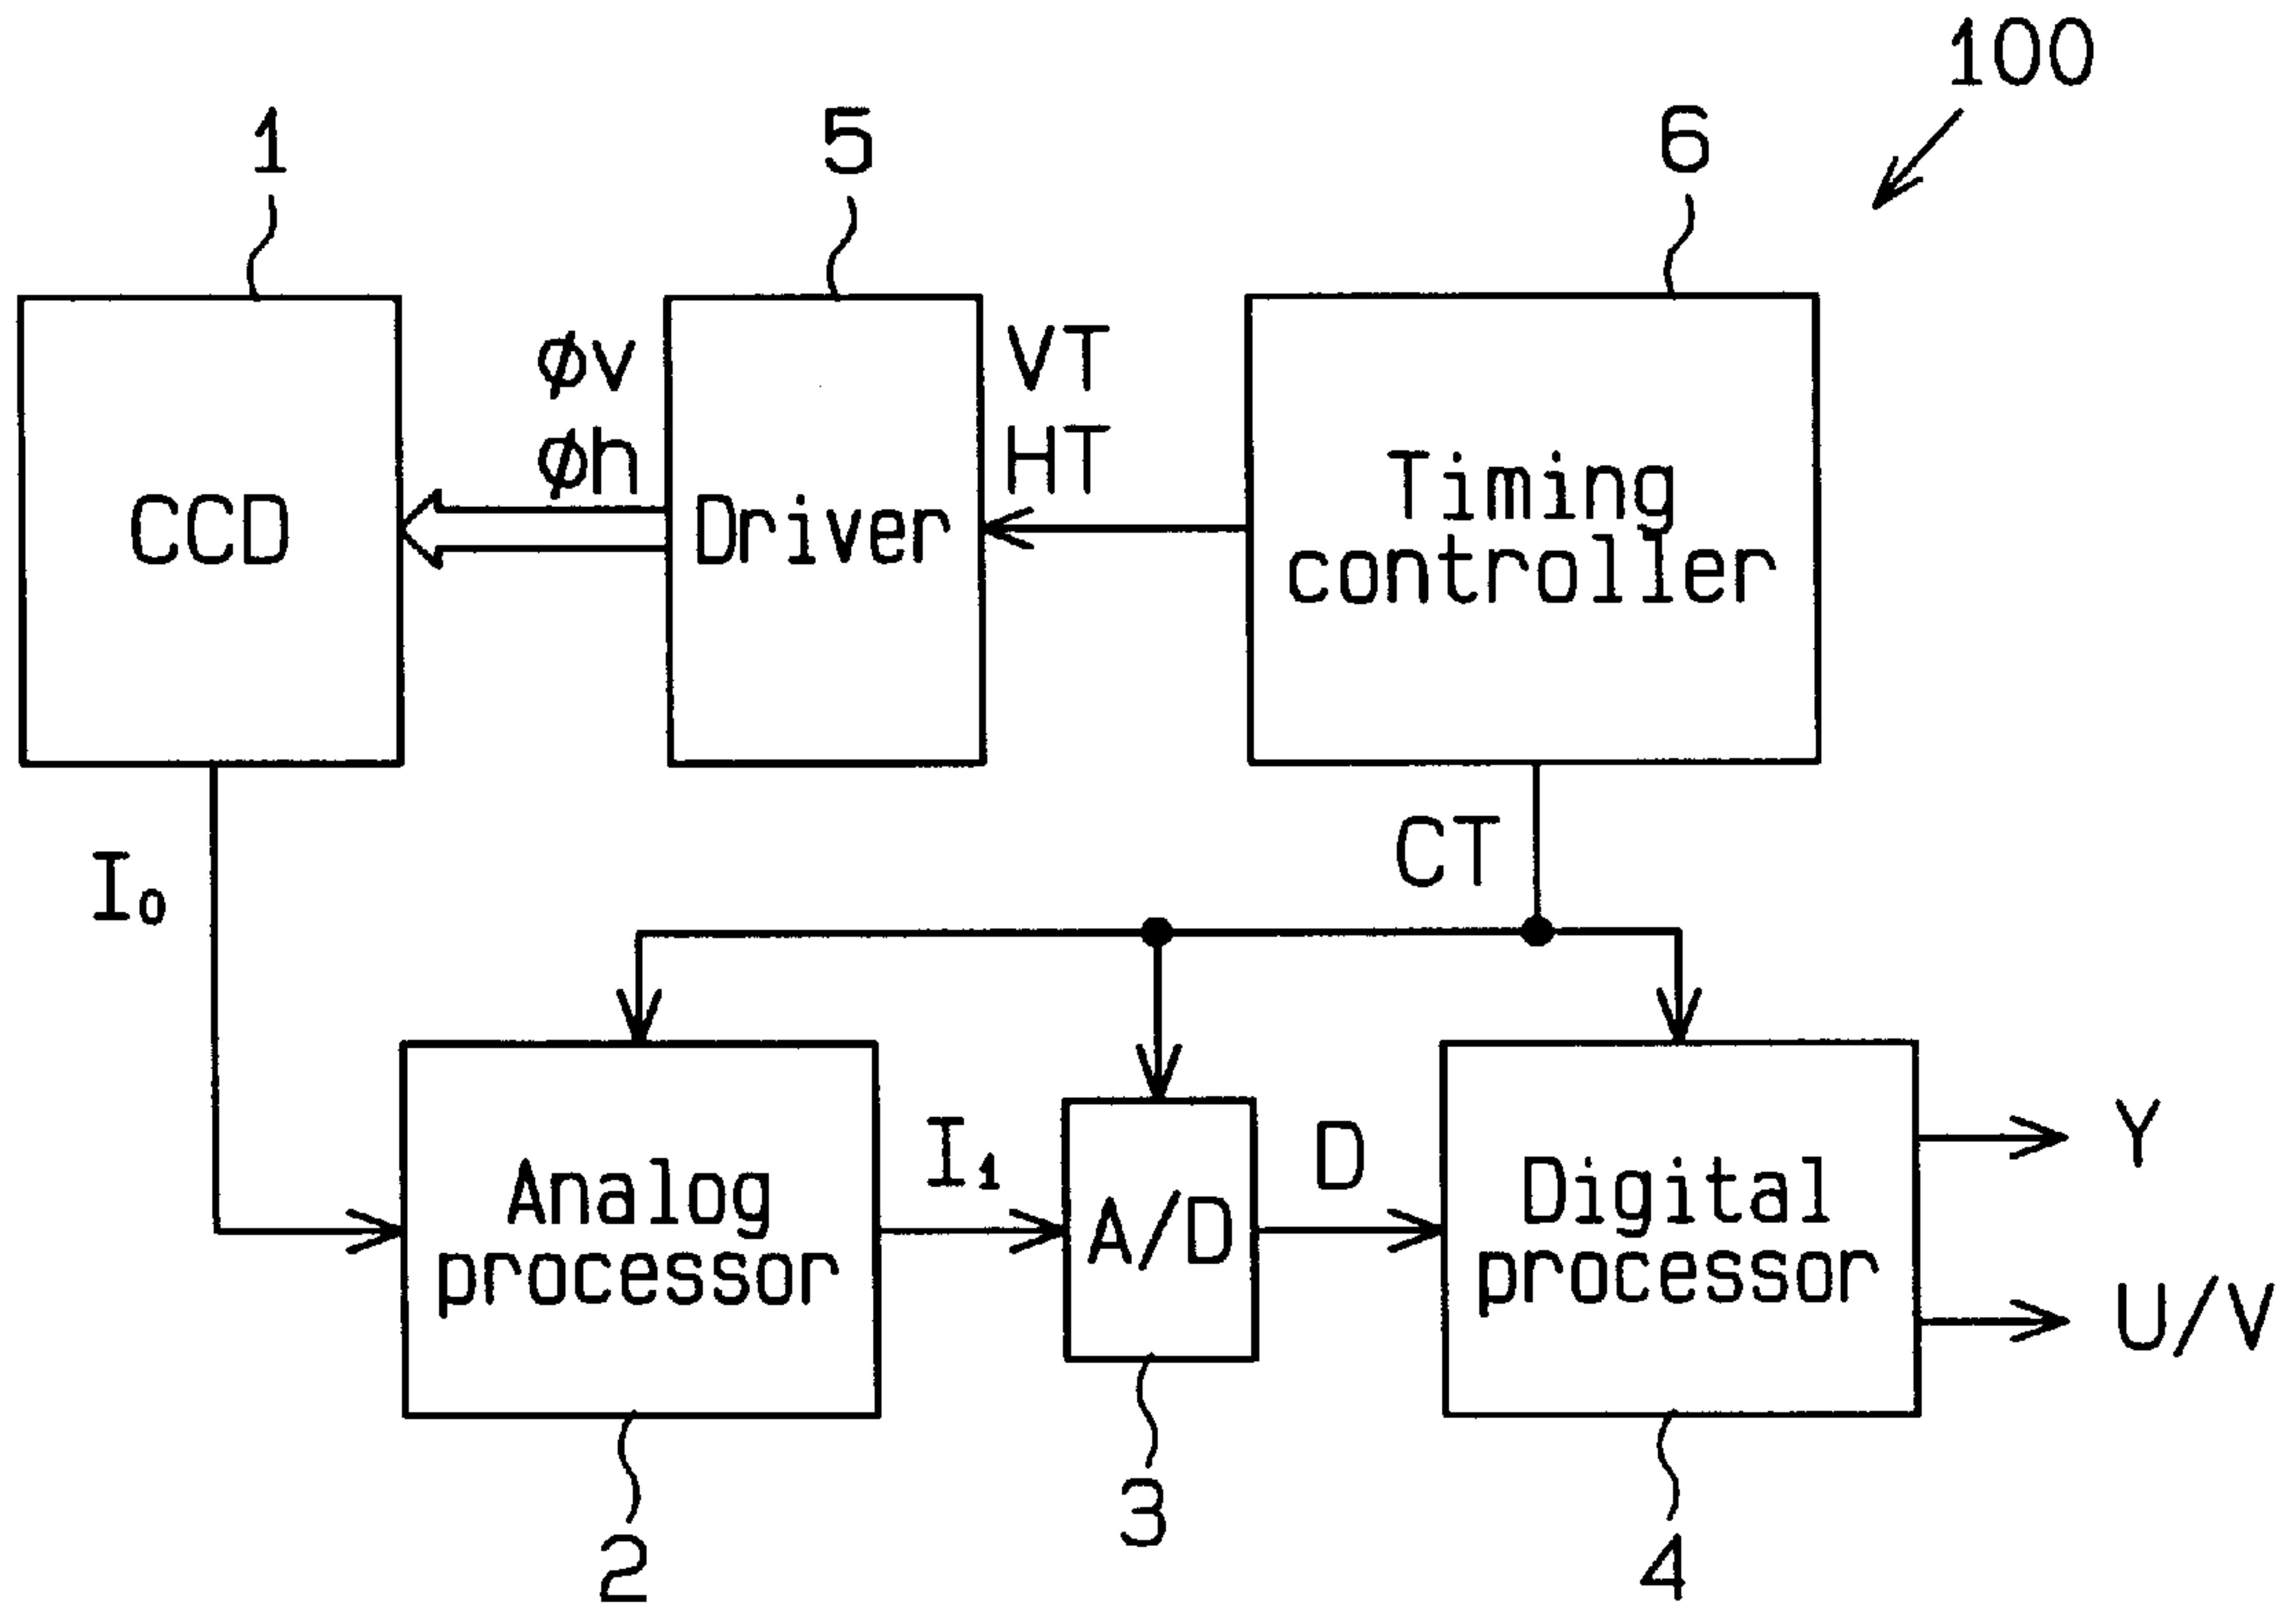 100
1
5
6
φv
φh
VT
HT
CCD
Driver
Timing
controller
CT
I₀
Analog
processor
I₁
A/D
D
Digital
processor
Y
U/V
2
3
4